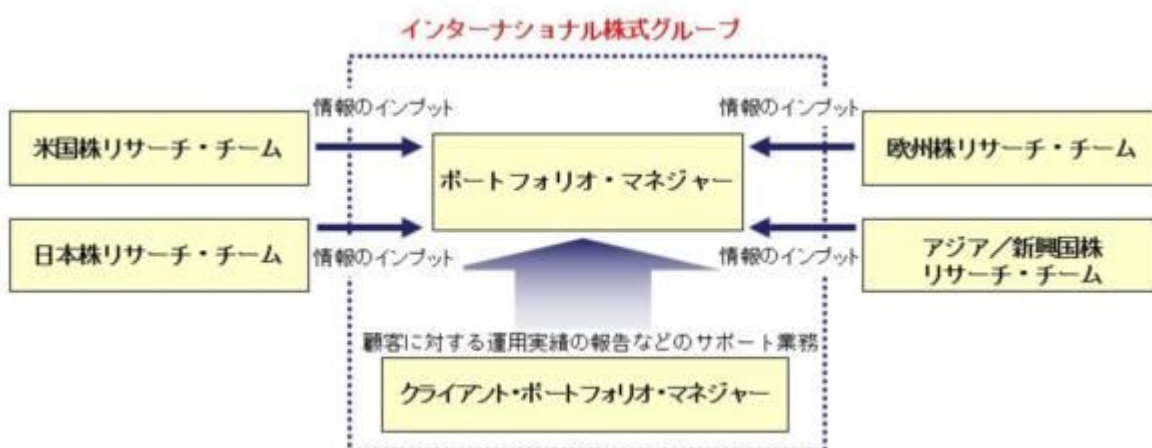 インターナショナル株式グループ
情報のインプット
情報のインプット
米国株リサーチ・チーム
欧州株リサーチ・チーム
ポートフォリオ・マネジャー
日本株リサーチ・チーム
アジア／新興国株
リサーチ・チーム
情報のインプット
情報のインプット
顧客に対する運用実績の報告などのサポート業務
クライアント・ポートフォリオ・マネジャー